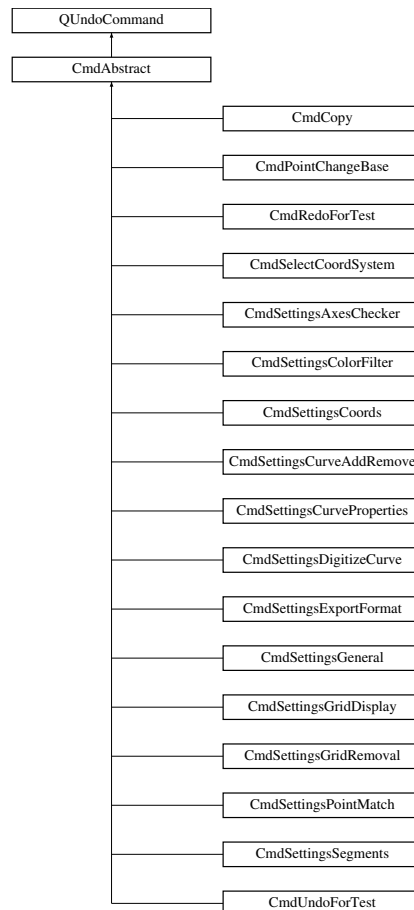 QUndoCommand
CmdAbstract
CmdCopy
CmdPointChangeBase
CmdRedoForTest
CmdSelectCoordSystem
CmdSettingsAxesChecker
CmdSettingsColorFilter
CmdSettingsCoords
CmdSettingsCurveAddRemove
CmdSettingsCurveProperties
CmdSettingsDigitizeCurve
CmdSettingsExportFormat
CmdSettingsGeneral
CmdSettingsGridDisplay
CmdSettingsGridRemoval
CmdSettingsPointMatch
CmdSettingsSegments
CmdUndoForTest